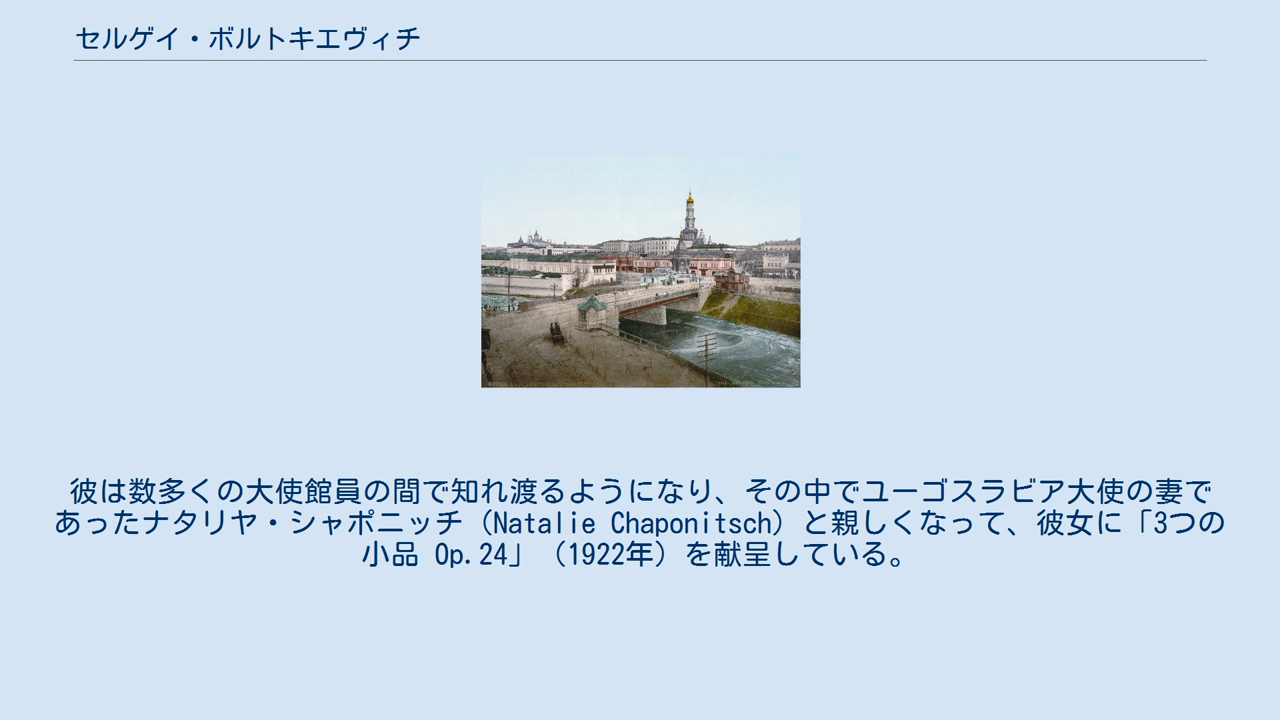 セルゲイ・ボルトキエヴィチ
彼は数多くの大使館員の間で知れ渡るようになり、その中でユーゴスラビア大使の妻で
あったナタリヤ・シャポニッチ（Natalie Chaponitsch）と親しくなって、彼女に「3つの
小品 Op.24」（1922年）を献呈している。